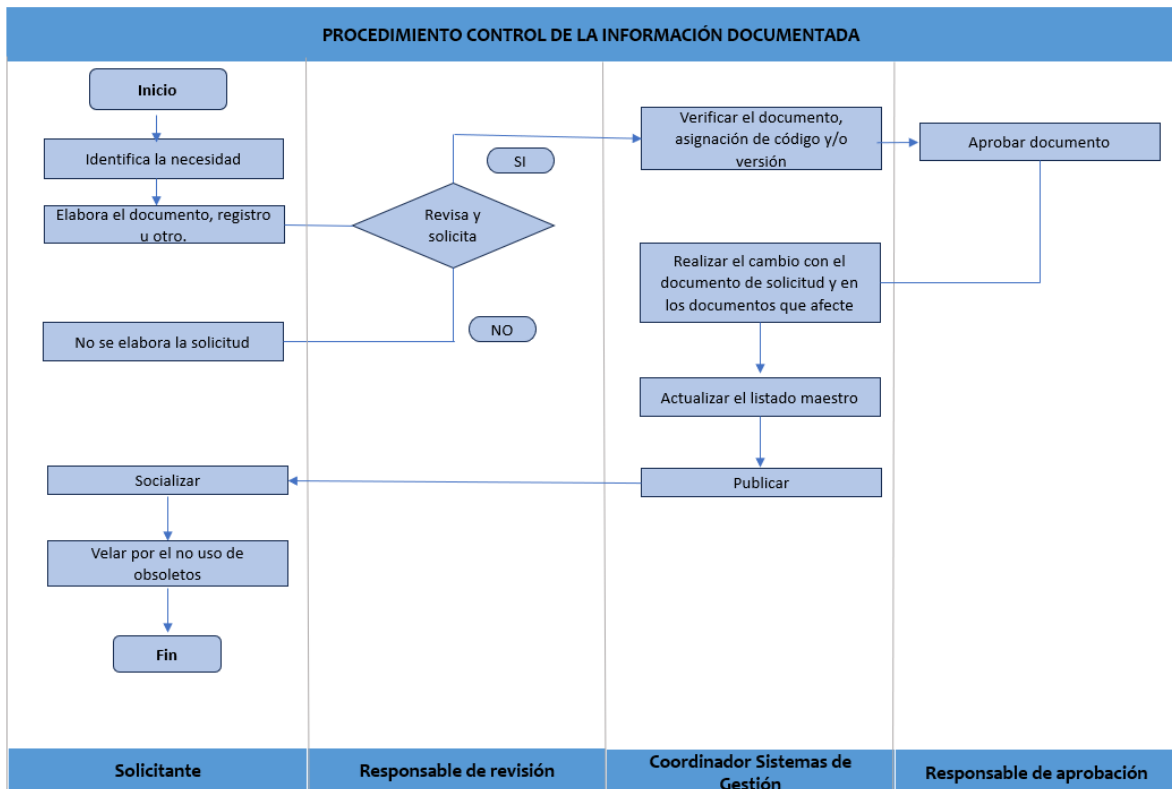 PROCEDIMIENTO CONTROL DE LA INFORMACIÓN DOCUMENTADA
Inicio
Identifica la necesidad
Elabora el documento, registro
u otro.
Revisa y
solicita
SI
NO
No se elabora la solicitud
Verificar el documento,
asignación de código y/o
versión
Aprobar documento
Realizar el cambio con el
documento de solicitud y en
los documentos que afecte
Actualizar el listado maestro
Publicar
Socializar
Velar por el no uso de
obsoletos
Fin
Solicitante
Responsable de revisión
Coordinador Sistemas de
Gestión
Responsable de aprobación